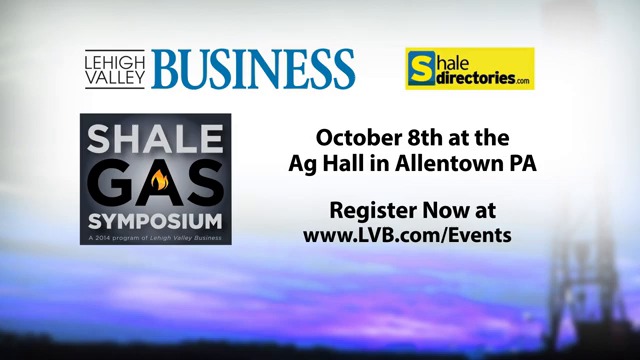 LEHIGH
VALLEY
BUSINESS
Shale
directories.com
SHALE
GAS
SYMPOSIUM
A 2014 program of Lehigh Valley Business.
October 8th at the
Ag Hall in Allentown PA
Register Now at
www.LVB.com/Events